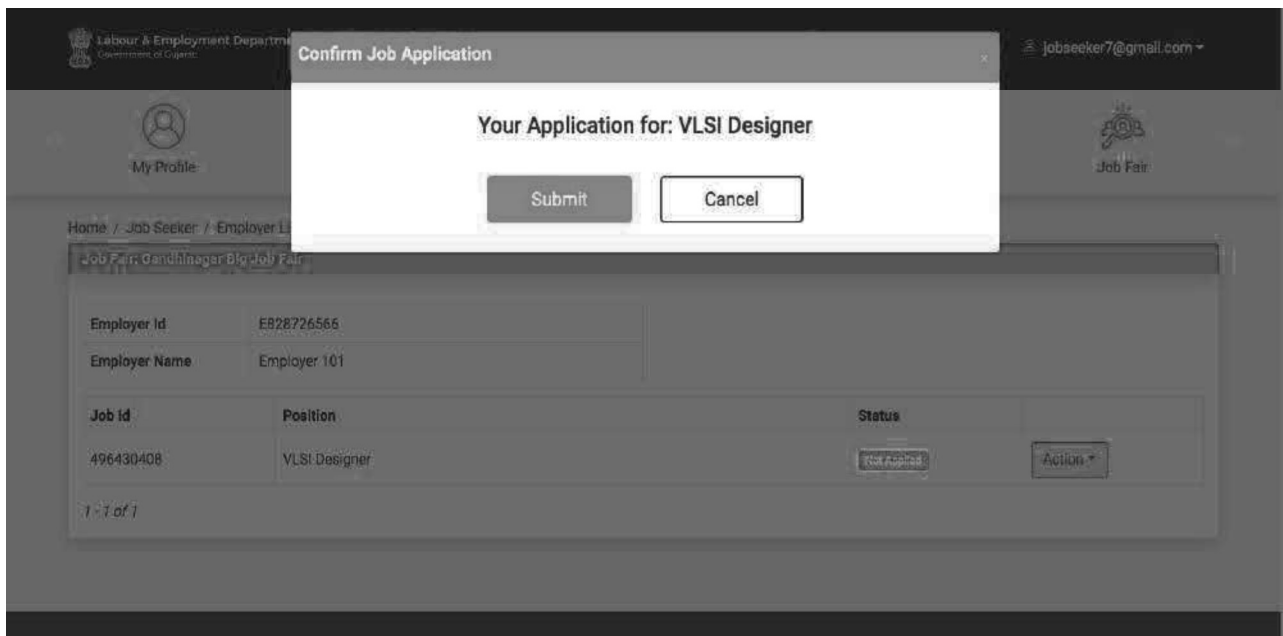 Labour & Employment Departme
Government of Gujarat
Confirm Job Application
×
jobseeker7@gmail.com
Your Application for: VLSI Designer
My Profile
Job Fair
Submit
Cancel
Home / Job Seeker / Employer Li
Job Fair: Gandhinagar Big Job Fair
Employer Id E828726566
Employer Name Employer 101
Job Id Position Status
496430408 VLSI Designer Not Applied Action
1 - 1 of 1